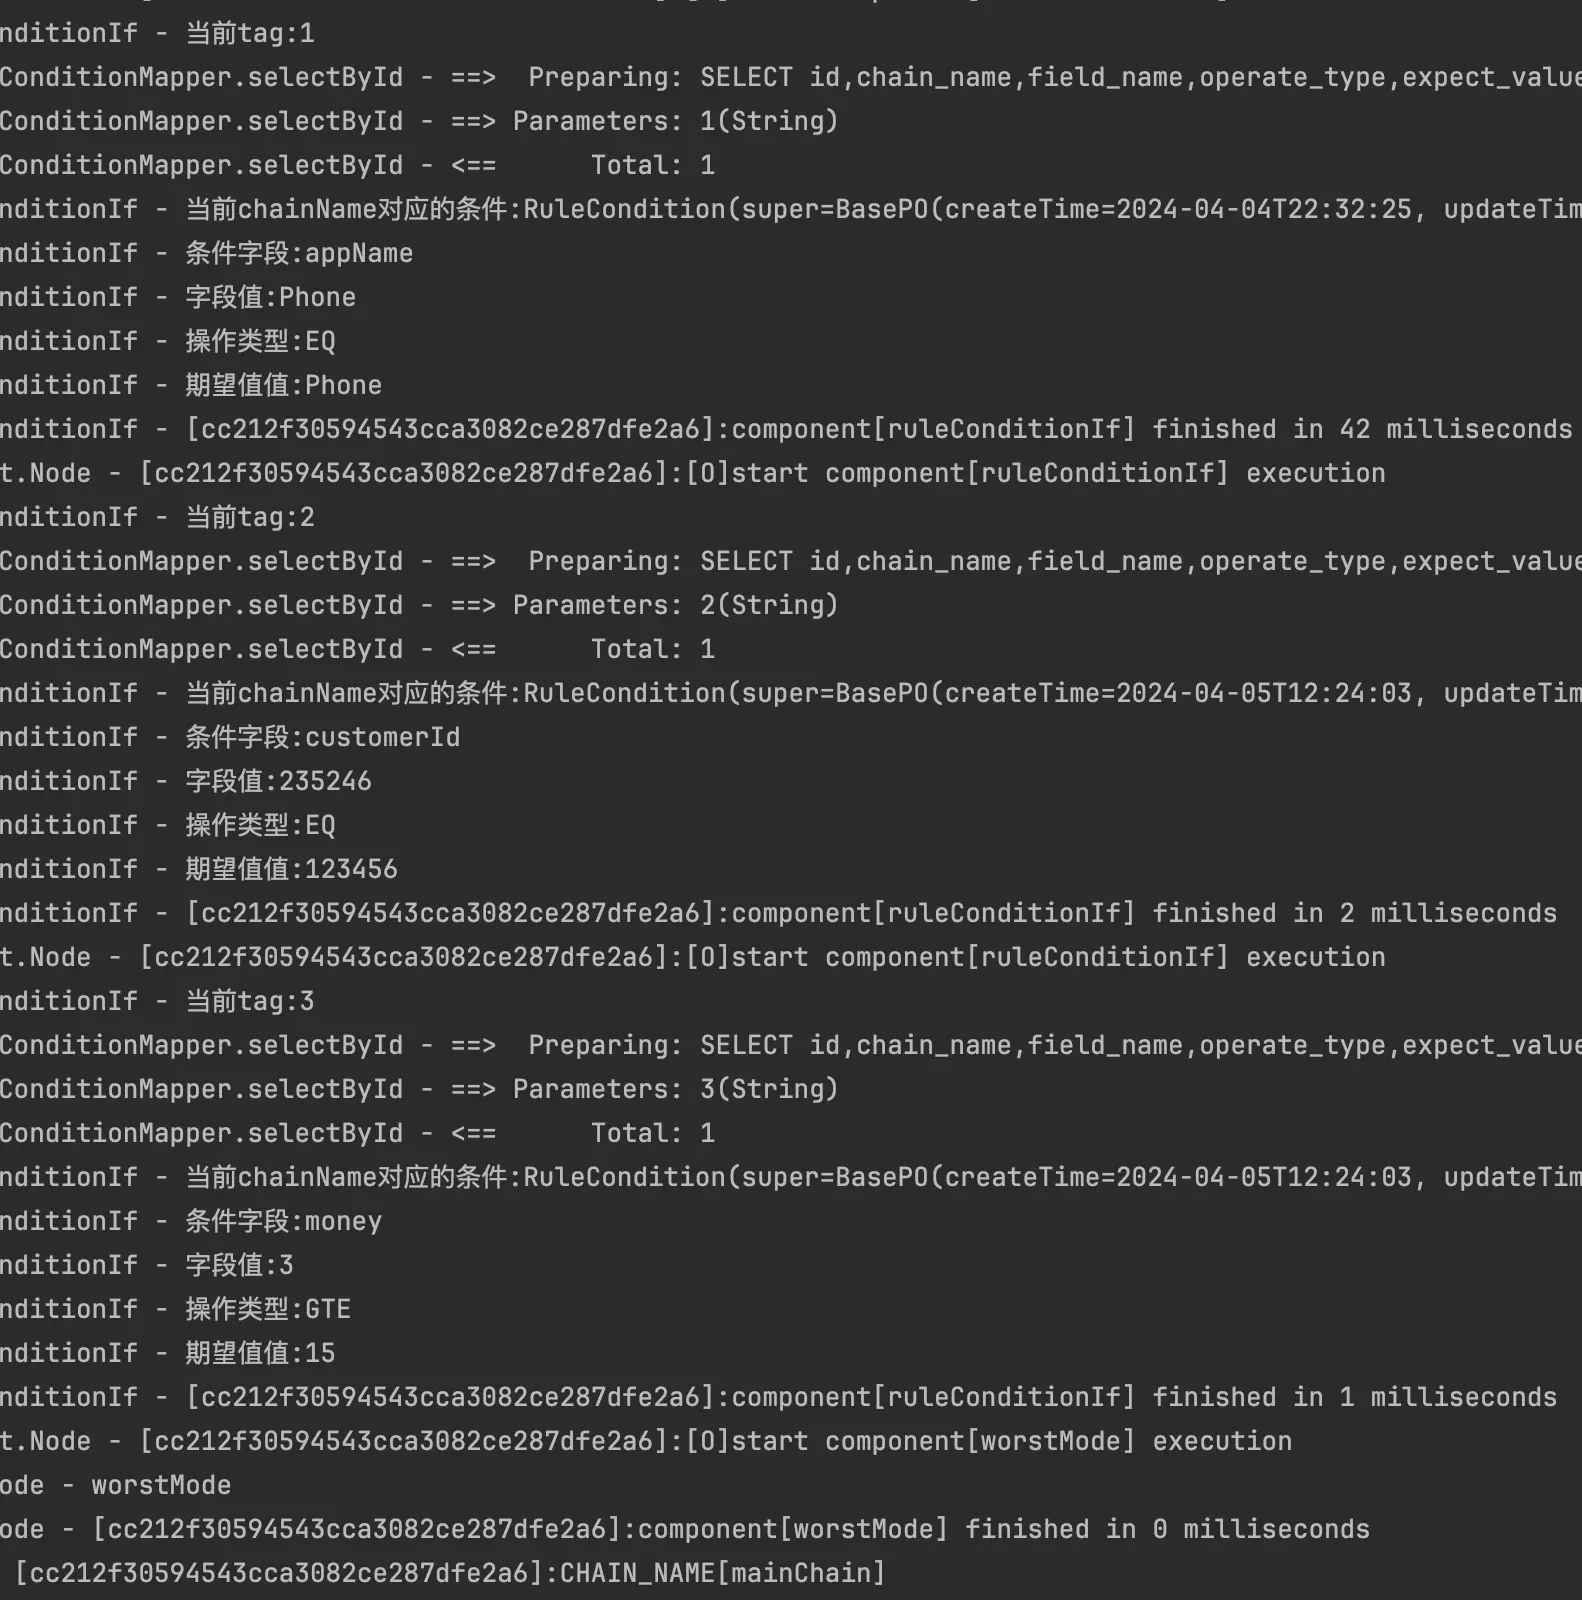 nditionIf - 当前tag:1
ConditionMapper.selectById - ==>  Preparing: SELECT id,chain_name,field_name,operate_type,expect_value
ConditionMapper.selectById - ==> Parameters: 1(String)
ConditionMapper.selectById - <==      Total: 1
nditionIf - 当前chainName对应的条件:RuleCondition(super=BasePO(createTime=2024-04-04T22:32:25, updateTim
nditionIf - 条件字段:appName
nditionIf - 字段值:Phone
nditionIf - 操作类型:EQ
nditionIf - 期望值值:Phone
nditionIf - [cc212f30594543cca3082ce287dfe2a6]:component[ruleConditionIf] finished in 42 milliseconds
t.Node - [cc212f30594543cca3082ce287dfe2a6]:[O]start component[ruleConditionIf] execution
nditionIf - 当前tag:2
ConditionMapper.selectById - ==>  Preparing: SELECT id,chain_name,field_name,operate_type,expect_value
ConditionMapper.selectById - ==> Parameters: 2(String)
ConditionMapper.selectById - <==      Total: 1
nditionIf - 当前chainName对应的条件:RuleCondition(super=BasePO(createTime=2024-04-05T12:24:03, updateTim
nditionIf - 条件字段:customerId
nditionIf - 字段值:235246
nditionIf - 操作类型:EQ
nditionIf - 期望值值:123456
nditionIf - [cc212f30594543cca3082ce287dfe2a6]:component[ruleConditionIf] finished in 2 milliseconds
t.Node - [cc212f30594543cca3082ce287dfe2a6]:[O]start component[ruleConditionIf] execution
nditionIf - 当前tag:3
ConditionMapper.selectById - ==>  Preparing: SELECT id,chain_name,field_name,operate_type,expect_value
ConditionMapper.selectById - ==> Parameters: 3(String)
ConditionMapper.selectById - <==      Total: 1
nditionIf - 当前chainName对应的条件:RuleCondition(super=BasePO(createTime=2024-04-05T12:24:03, updateTim
nditionIf - 条件字段:money
nditionIf - 字段值:3
nditionIf - 操作类型:GTE
nditionIf - 期望值值:15
nditionIf - [cc212f30594543cca3082ce287dfe2a6]:component[ruleConditionIf] finished in 1 milliseconds
t.Node - [cc212f30594543cca3082ce287dfe2a6]:[O]start component[worstMode] execution
ode - worstMode
ode - [cc212f30594543cca3082ce287dfe2a6]:component[worstMode] finished in 0 milliseconds
[cc212f30594543cca3082ce287dfe2a6]:CHAIN_NAME[mainChain]